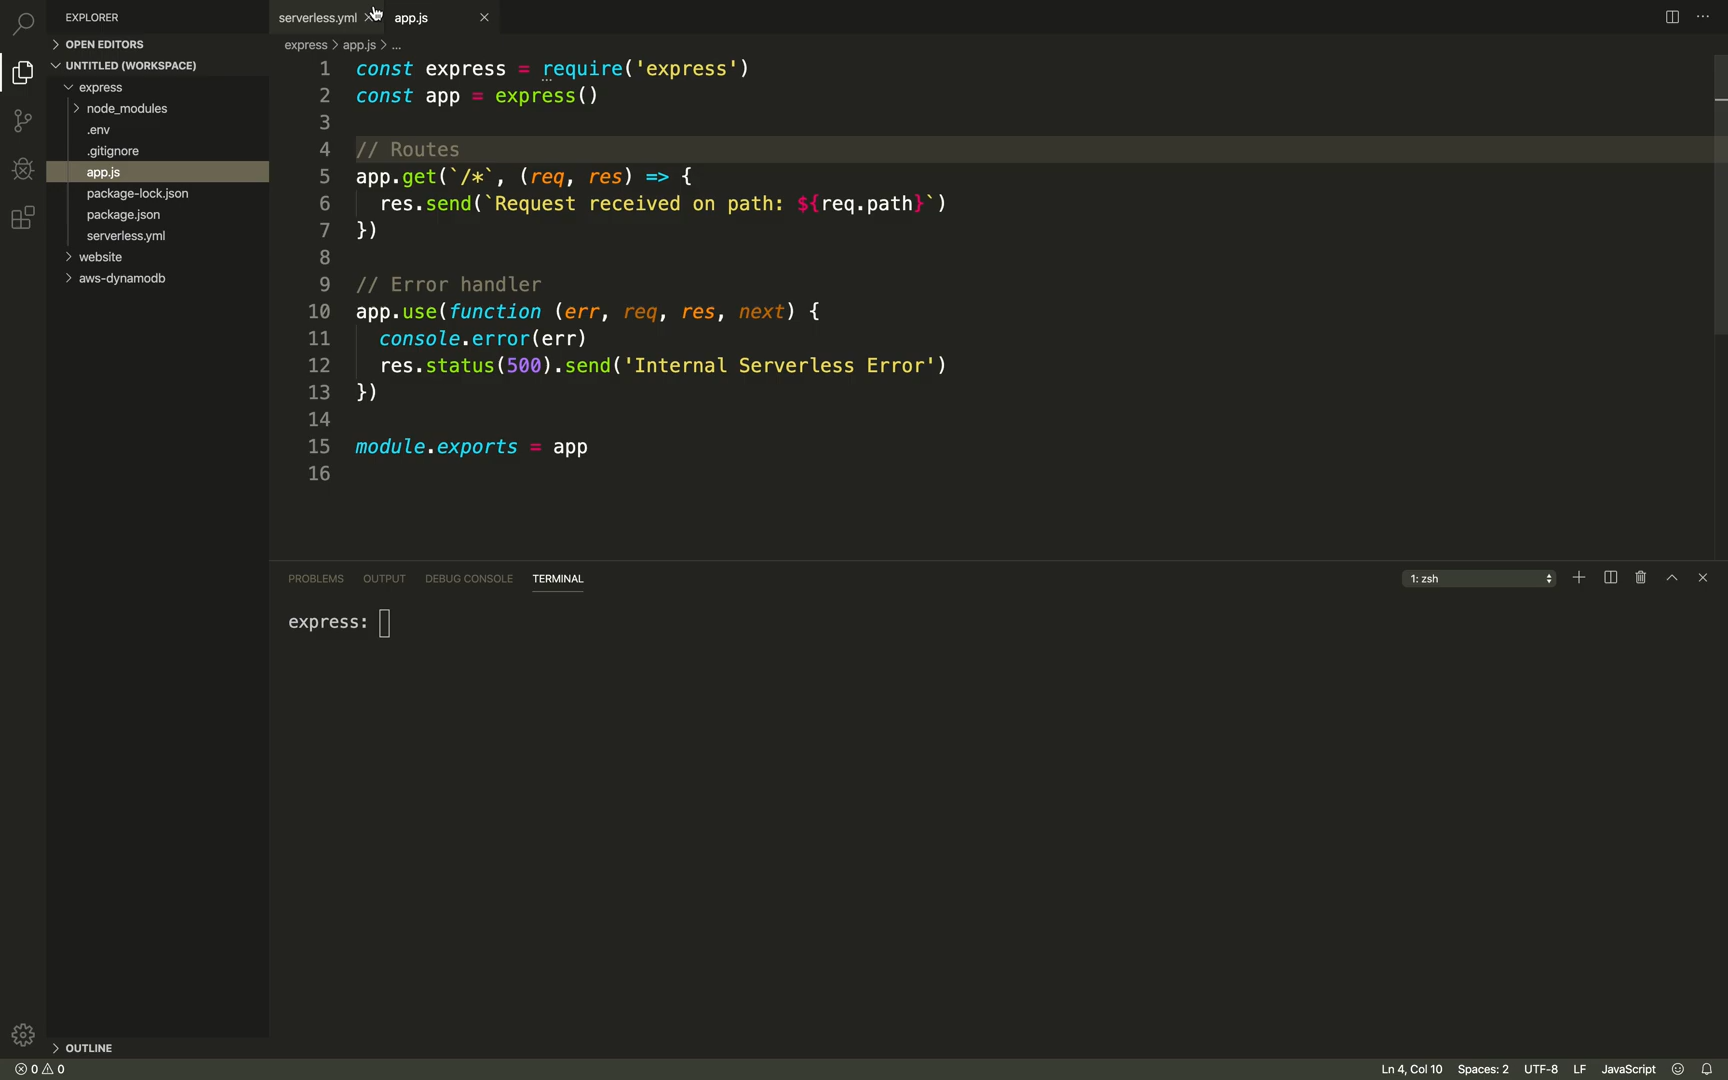 EXPLORER
OPEN EDITORS
UNTITLED (WORKSPACE)
express
node_modules
.env
.gitignore
app.js
package-lock.json
package.json
serverless.yml
website
aws-dynamodb
OUTLINE
serverless.yml app.js
express > app.js > ...
1 const express = require('express')
2 const app = express()
3
4 // Routes
5 app.get(`/*`, (req, res) => {
6 res.send(`Request received on path: ${req.path}`)
7 })
8
9 // Error handler
10 app.use(function (err, req, res, next) {
11 console.error(err)
12 res.status(500).send('Internal Serverless Error')
13 })
14
15 module.exports = app
16
PROBLEMS OUTPUT DEBUG CONSOLE TERMINAL 1: zsh
express:
0 0 Ln 4, Col 10 Spaces: 2 UTF-8 LF JavaScript